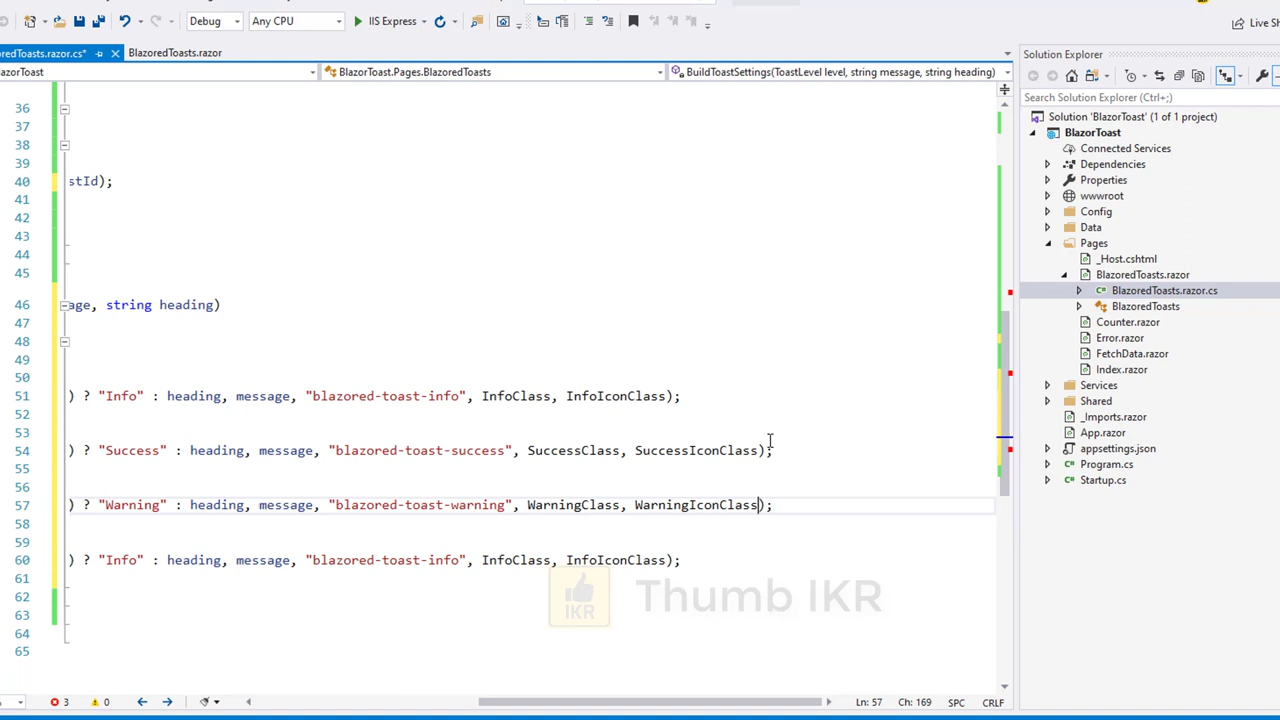 Debug
Any CPU
IIS Express
Live Sh
oredToasts.razor.cs*
BlazoredToasts.razor
azorToast
BlazorToast.Pages.BlazoredToasts
BuildToastSettings(ToastLevel level, string message, string heading)
36
37
38
39
40 stId);
41
42
43
44
45
46 age, string heading)
47
48
49
50
51 ) ? "Info" : heading, message, "blazored-toast-info", InfoClass, InfoIconClass);
52
53
54 ) ? "Success" : heading, message, "blazored-toast-success", SuccessClass, SuccessIconClass);
55
56
57 ) ? "Warning" : heading, message, "blazored-toast-warning", WarningClass, WarningIconClass);
58
59
60 ) ? "Info" : heading, message, "blazored-toast-info", InfoClass, InfoIconClass);
61
62
63
64
65
IKR
Thumb IKR
3
0
Ln: 57
Ch: 169
SPC
CRLF
Solution Explorer
Search Solution Explorer (Ctrl+;)
Solution 'BlazorToast' (1 of 1 project)
BlazorToast
Connected Services
Dependencies
Properties
wwwroot
Config
Data
Pages
_Host.cshtml
BlazoredToasts.razor
BlazoredToasts.razor.cs
BlazoredToasts
Counter.razor
Error.razor
FetchData.razor
Index.razor
Services
Shared
_Imports.razor
App.razor
appsettings.json
Program.cs
Startup.cs